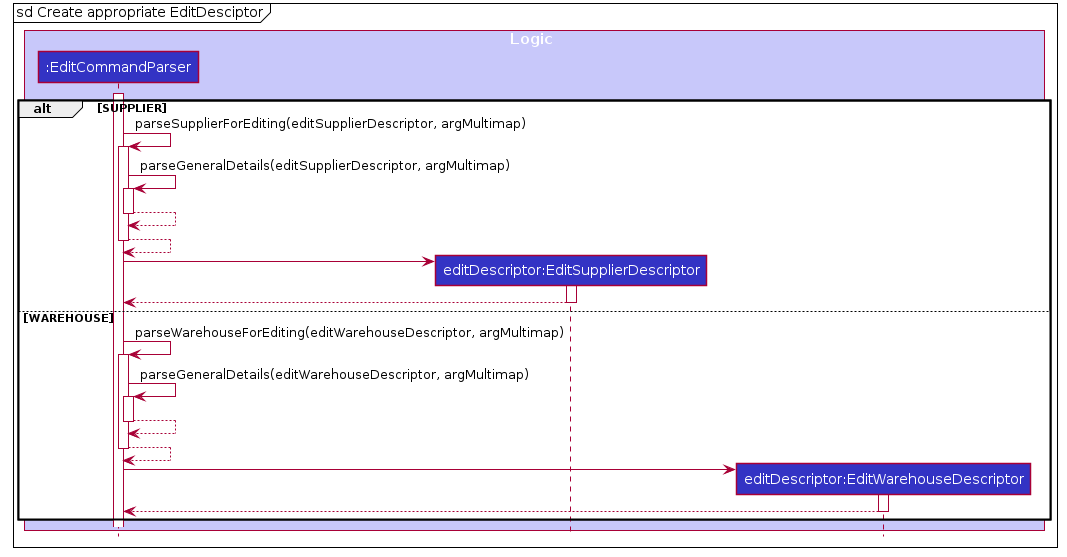 sd Create appropriate EditDesciptor
Logic
:EditCommandParser
alt [SUPPLIER]
parseSupplierForEditing(editSupplierDescriptor, argMultimap)
parseGeneralDetails(editSupplierDescriptor, argMultimap)
editDescriptor:EditSupplierDescriptor
[WAREHOUSE]
parseWarehouseForEditing(editWarehouseDescriptor, argMultimap)
parseGeneralDetails(editWarehouseDescriptor, argMultimap)
editDescriptor:EditWarehouseDescriptor